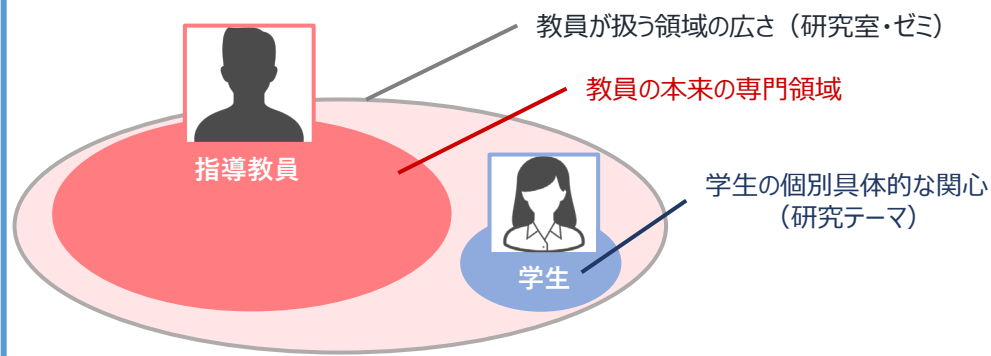 教員が扱う領域の広さ（研究室・ゼミ）
教員の本来の専門領域
指導教員
学生の個別具体的な関心
（研究テーマ）
学生